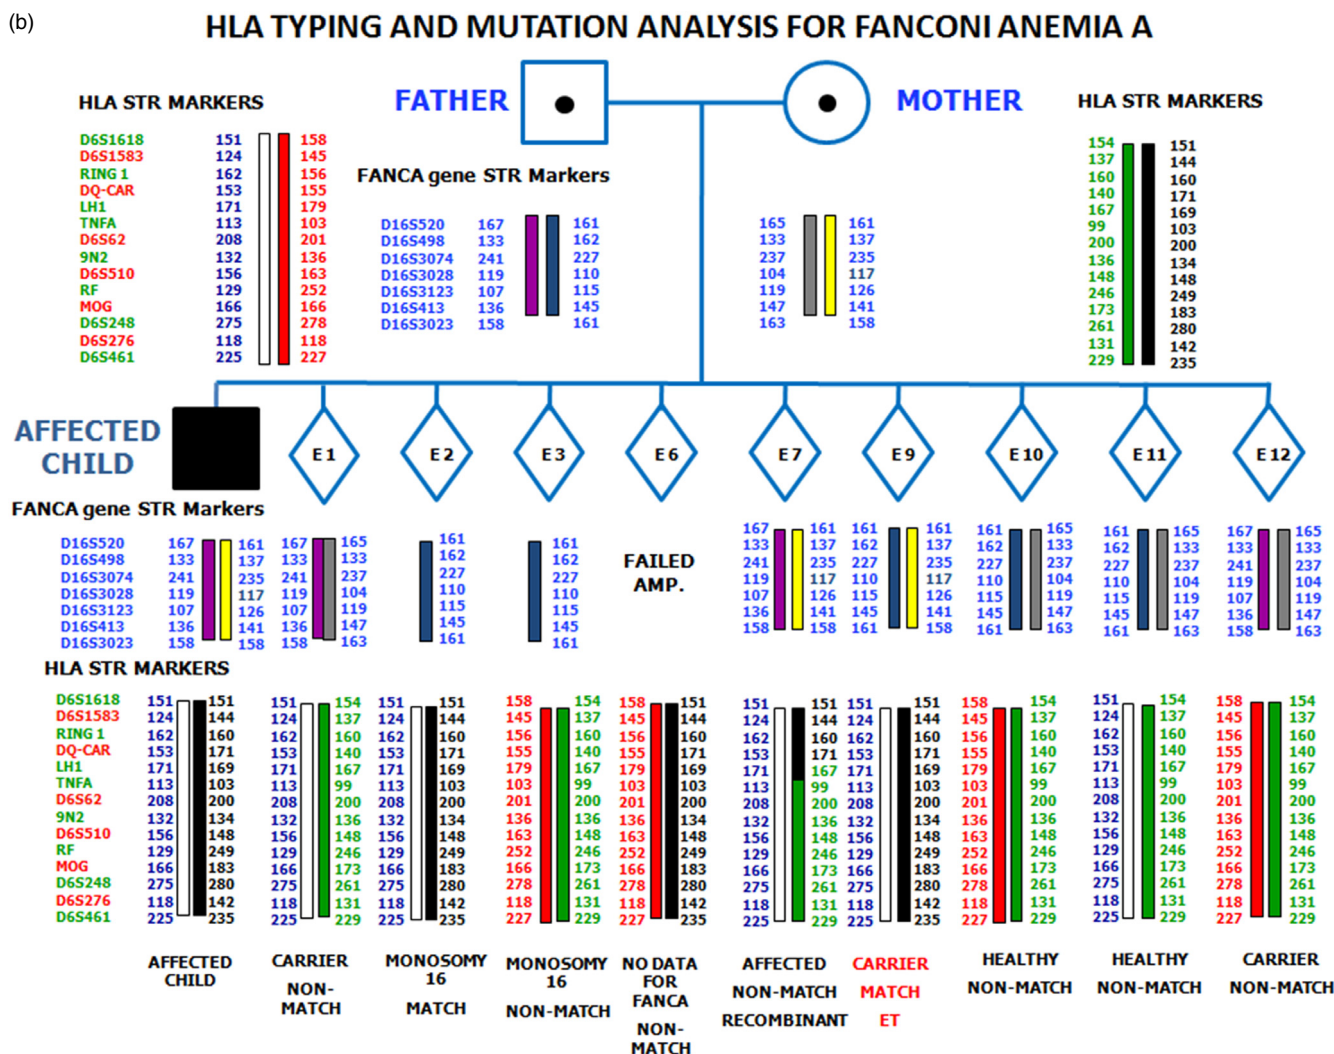 (b)
HLA TYPING AND MUTATION ANALYSIS FOR FANCONI ANEMIA A
FATHER
MOTHER
HLA STR MARKERS
D6S1618 151 158
D6S1583 124 145
RING 1 162 156
DQ-CAR 153 155
LH1 171 179
TNFA 113 103
D6S62 208 201
9N2 132 136
D6S510 156 163
RF 129 252
MOG 166 166
D6S248 275 278
D6S276 118 118
D6S461 225 227
FANCA gene STR Markers
D16S520 167 161 165 161
D16S498 133 162 133 137
D16S3074 241 227 237 235
D16S3028 119 110 104 117
D16S3123 107 115 119 126
D16S413 136 145 147 141
D16S3023 158 161 163 158
HLA STR MARKERS
154 151
137 144
160 160
140 171
167 169
99 103
200 200
136 134
148 148
246 249
173 183
261 280
131 142
229 235
AFFECTED
CHILD
E1 E2 E3 E6 E7 E9 E10 E11 E12
FANCA gene STR Markers
D16S520 167 161 167 165 161 161 167 161 161 161 161 165 161 165 167 165
D16S498 133 137 133 133 162 162 133 137 162 137 162 133 162 133 133 133
D16S3074 241 235 241 237 227 227 241 235 227 235 227 237 227 237 241 237
D16S3028 119 117 119 104 110 110 119 117 110 117 110 104 110 104 119 104
D16S3123 107 126 107 119 115 115 107 126 115 126 115 119 115 119 107 119
D16S413 136 141 136 147 145 145 136 141 145 141 145 147 145 147 136 147
D16S3023 158 158 158 163 161 161 158 158 161 158 161 163 161 163 158 163
FAILED
AMP.
HLA STR MARKERS
D6S1618 151 151 151 154 151 151 158 154 158 151 151 151 151 151 158 154 151 154 158 154
D6S1583 124 144 124 137 124 144 145 137 145 144 124 144 124 144 145 137 124 137 145 137
RING 1 162 160 162 160 162 160 156 160 156 160 162 160 162 160 156 160 162 160 156 160
DQ-CAR 153 171 153 140 153 171 155 140 155 171 153 171 153 171 155 140 153 140 155 140
LH1 171 169 171 167 171 169 179 167 179 169 171 167 171 169 179 167 171 167 179 167
TNFA 113 103 113 99 113 103 103 99 103 103 113 99 113 103 103 99 113 99 103 99
D6S62 208 200 208 200 208 200 201 200 201 200 208 200 208 200 201 200 208 200 201 200
9N2 132 134 132 136 132 134 136 136 136 134 132 136 132 134 136 136 132 136 136 136
D6S510 156 148 156 148 156 148 163 148 163 148 156 148 156 148 163 148 156 148 163 148
RF 129 249 129 246 129 249 252 246 252 249 129 246 129 249 252 246 129 246 252 246
MOG 166 183 166 173 166 183 166 173 166 183 166 173 166 183 166 173 166 173 166 173
D6S248 275 280 275 261 275 280 278 261 278 280 275 261 275 280 278 261 275 261 278 261
D6S276 118 142 118 131 118 142 118 131 118 142 118 131 118 142 118 131 118 131 118 131
D6S461 225 235 225 229 225 235 227 229 227 235 225 229 225 235 227 229 225 229 227 229
AFFECTED
CHILD
CARRIER
NON-
MATCH
MONOSOMY
16
MATCH
MONOSOMY
16
NON-MATCH
NO DATA
FOR
FANCA
NON-
MATCH
AFFECTED
NON-MATCH
RECOMBINANT
CARRIER
MATCH
ET
HEALTHY
NON-MATCH
HEALTHY
NON-MATCH
CARRIER
NON-MATCH